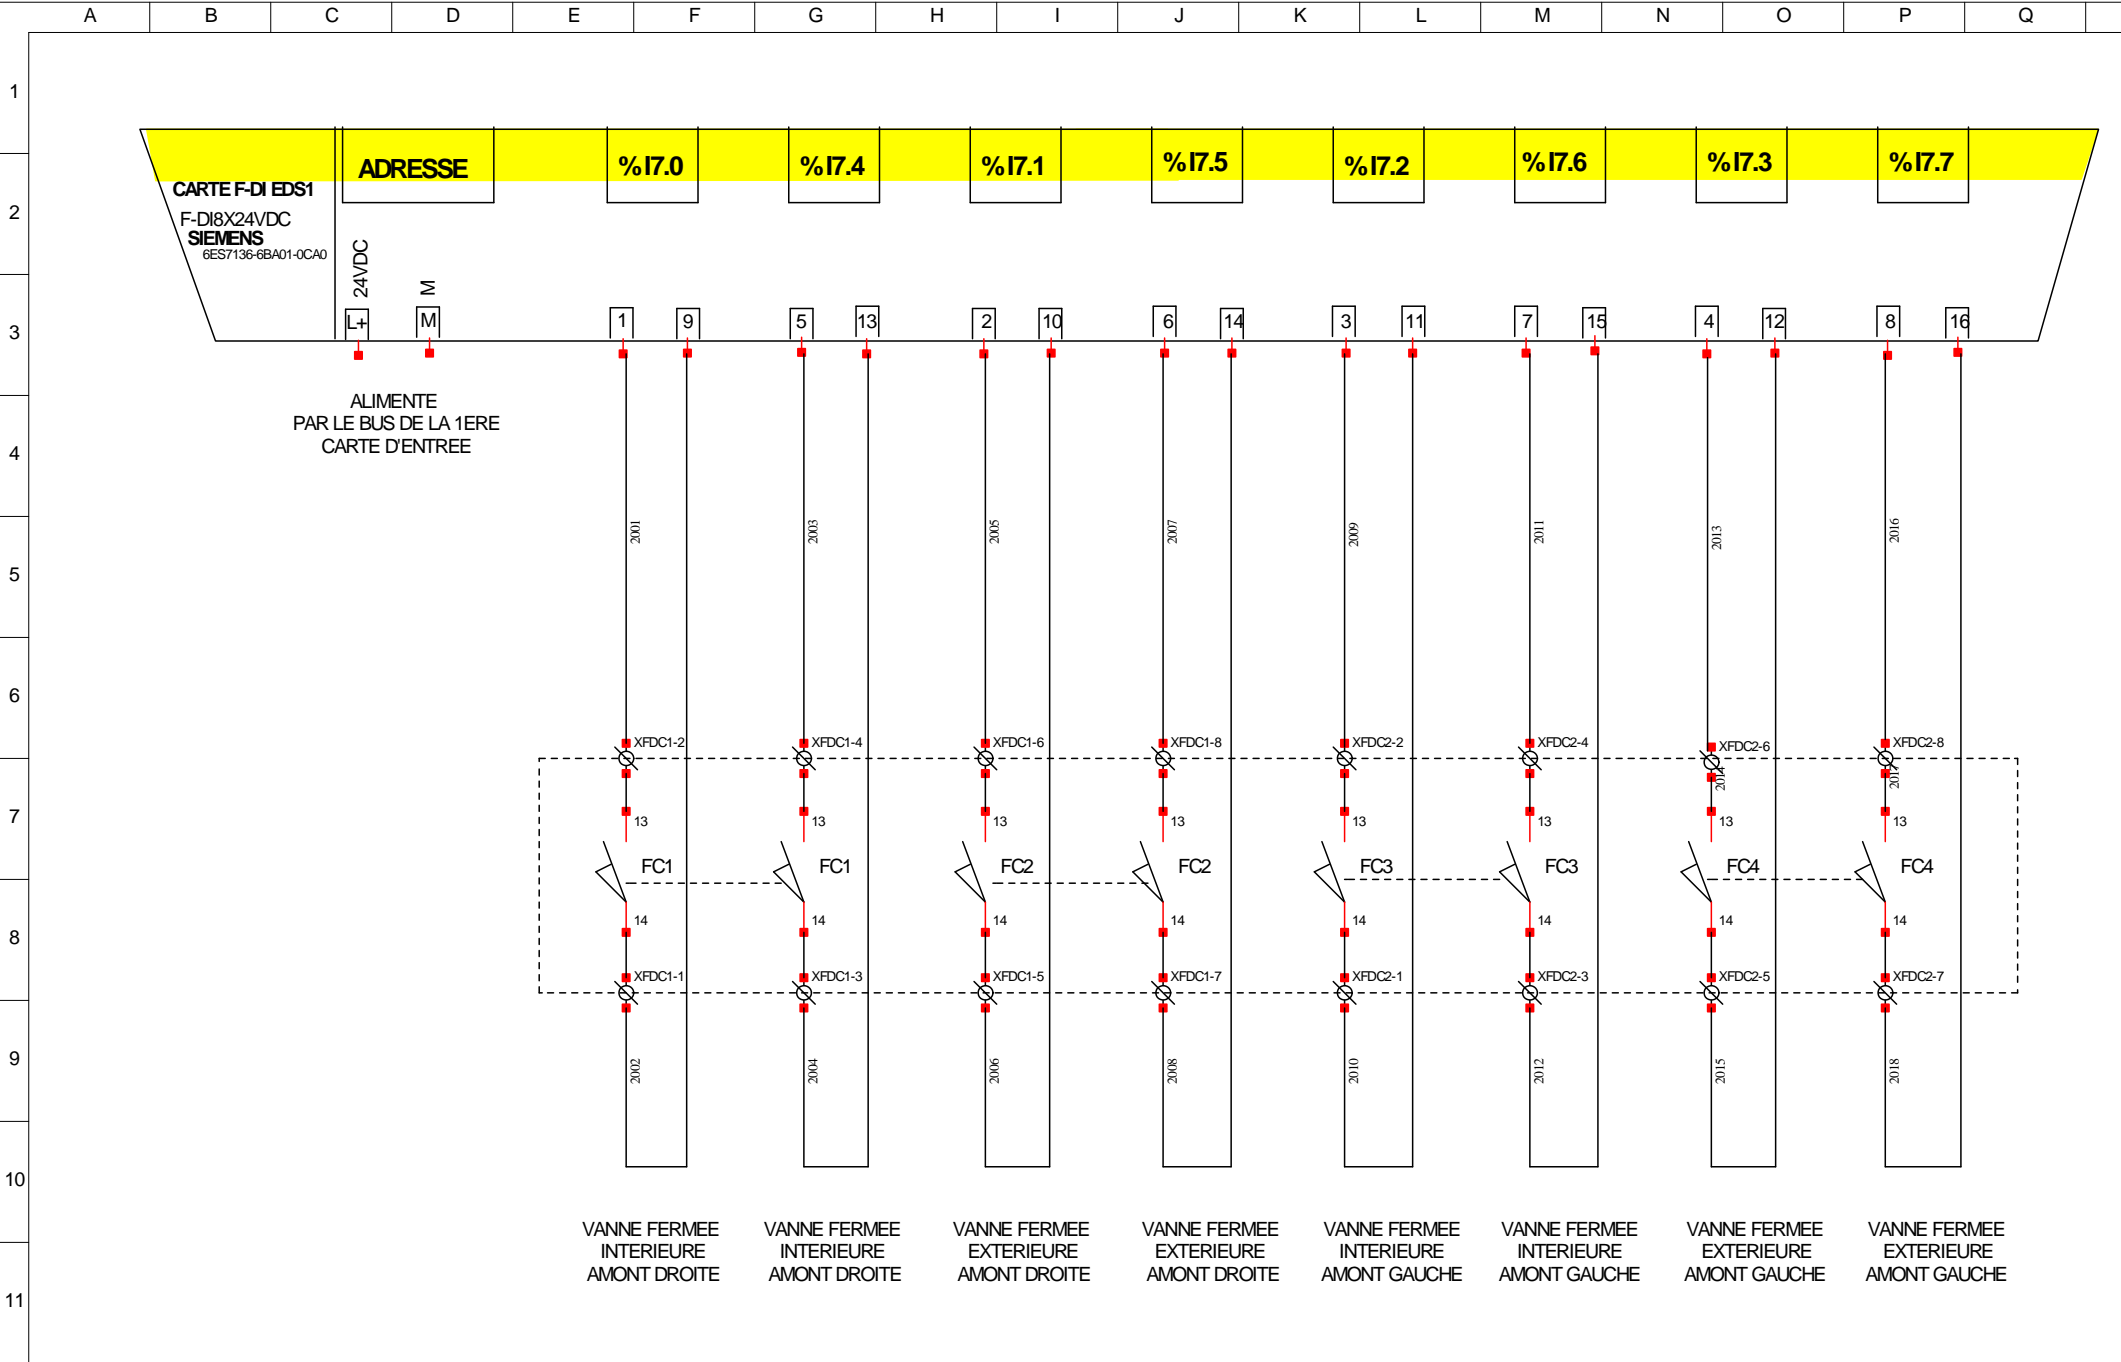 A B C D E F G H I J K L M N O P Q
1
ADRESSE %I7.0 %I7.4 %I7.1 %I7.5 %I7.2 %I7.6 %I7.3 %I7.7
CARTE F-DI EDS1
2
F-DI8X24VDC
SIEMENS
6ES7136-6BA01-0CA0
24VDC M
3
L+ M 1 9 5 13 2 10 6 14 3 11 7 15 4 12 8 16
ALIMENTE
PAR LE BUS DE LA 1ERE
CARTE D'ENTREE
4
2001 2003 2005 2007 2009 2011 2013 2016
5
6
XFDC1-2 XFDC1-4 XFDC1-6 XFDC1-8 XFDC2-2 XFDC2-4 XFDC2-6 XFDC2-8
2014 2017
7
13 13 13 13 13 13 13 13
FC1 FC1 FC2 FC2 FC3 FC3 FC4 FC4
14 14 14 14 14 14 14 14
8
XFDC1-1 XFDC1-3 XFDC1-5 XFDC1-7 XFDC2-1 XFDC2-3 XFDC2-5 XFDC2-7
9
2002 2004 2006 2008 2010 2012 2015 2018
10
VANNE FERMEE
INTERIEURE
AMONT DROITE
VANNE FERMEE
INTERIEURE
AMONT DROITE
VANNE FERMEE
EXTERIEURE
AMONT DROITE
VANNE FERMEE
EXTERIEURE
AMONT DROITE
VANNE FERMEE
INTERIEURE
AMONT GAUCHE
VANNE FERMEE
INTERIEURE
AMONT GAUCHE
VANNE FERMEE
EXTERIEURE
AMONT GAUCHE
VANNE FERMEE
EXTERIEURE
AMONT GAUCHE
11